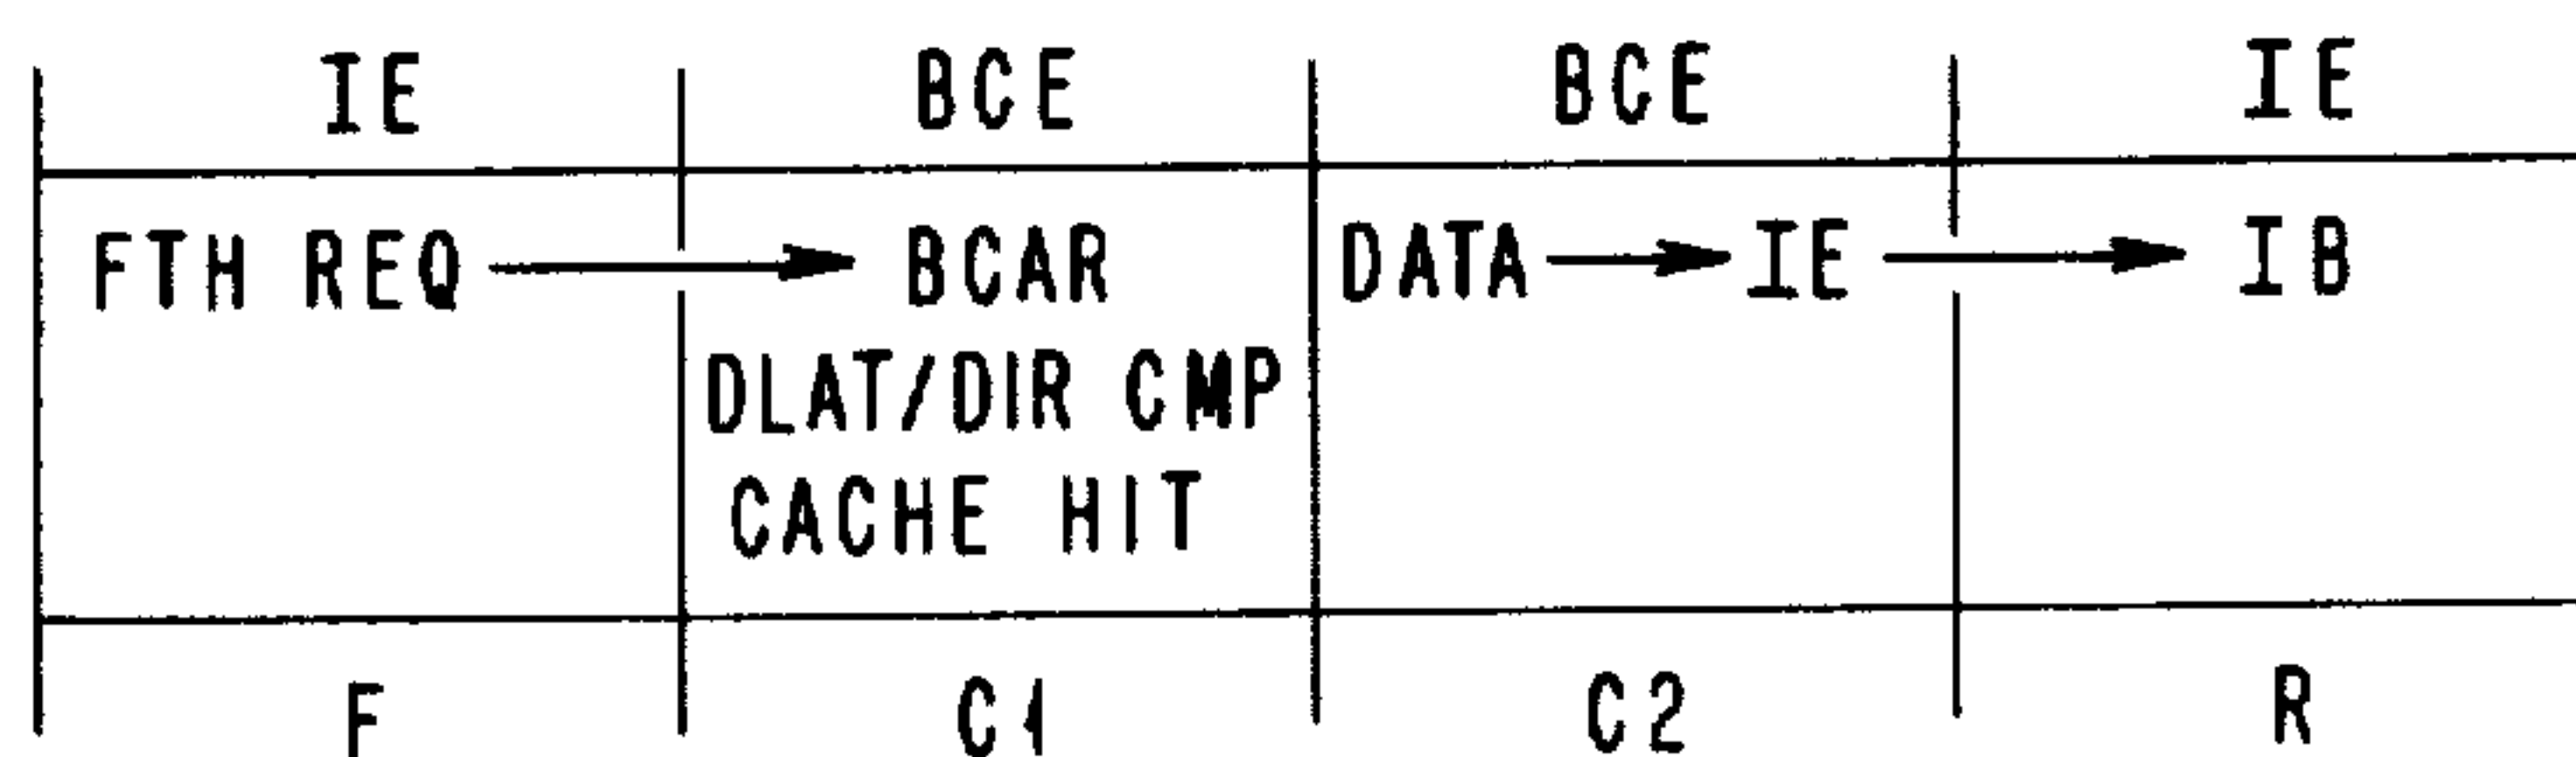 IE BCE BCE IE
FTH REQ BCAR DATA IE IB
DLAT/DIR CMP
CACHE HIT
F C1 C2 R